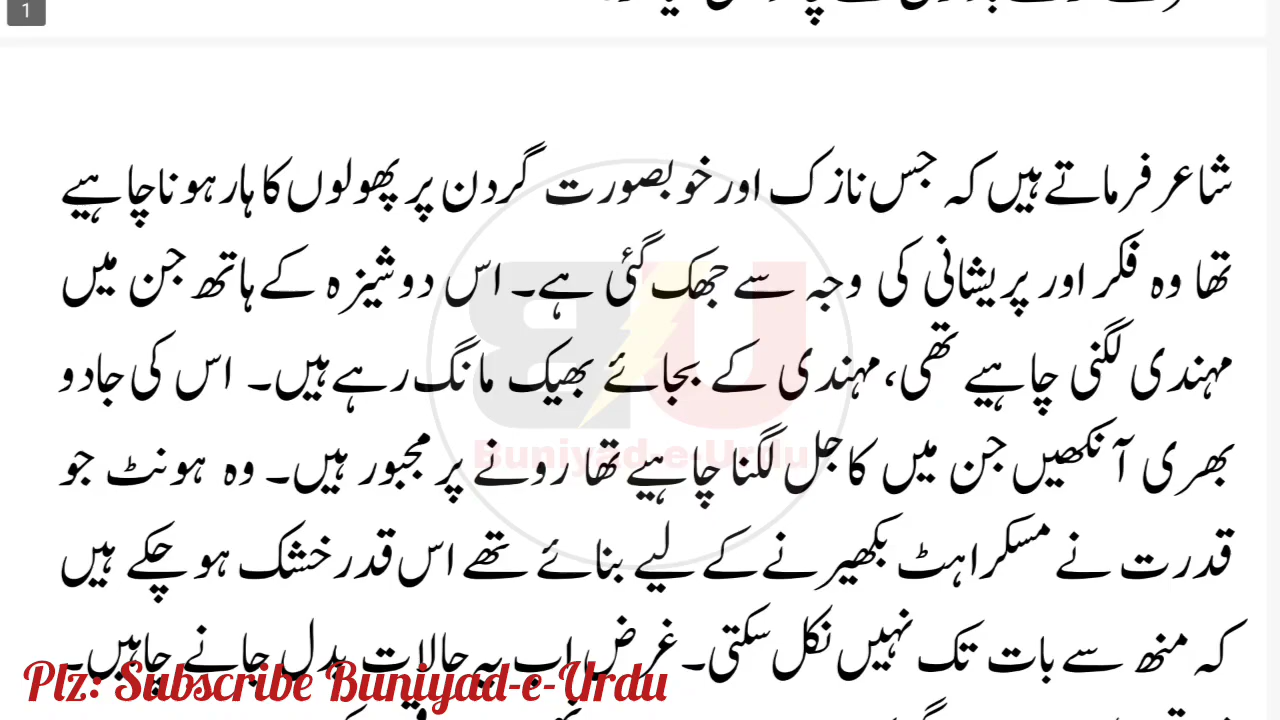 1
شاعر فرماتے ہیں کہ جس نازک اور خوبصورت گردن پر پھولوں کا ہار ہونا چاہیے
تھا وہ فکر اور پریشانی کی وجہ سے جھک گئی ہے۔ اس دوشیزہ کے ہاتھ جن میں
مہندی لگنی چاہیے تھی، مہندی کے بجائے بھیک مانگ رہے ہیں۔ اس کی جادو
بھری آنکھیں جن میں کاجل لگنا چاہیے تھا رونے پر مجبور ہیں۔ وہ ہونٹ جو
قدرت نے مسکراہٹ بکھیرنے کے لیے بنائے تھے اس قدر خشک ہو چکے ہیں
کہ منھ سے بات تک نہیں نکل سکتی۔ غرض اب یہ حالات بدل جانے چاہیں۔
BU
Buniyad-e-Urdu
Plz: Subscribe Buniyad-e-Urdu